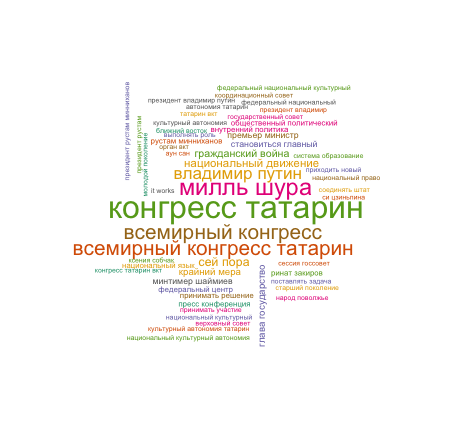 федеральный национальный культурный
координационный совет
президент владимир путин
федеральный национальный
автономия татарин
президент владимир
татарин вкт
государственный совет
культурный автономия
общественный политический
ближний восток
внутренний политика
выполнять роль
премьер министр
рустам минниханов
становиться главный
орган вкт
президент рустам минниханов
президент рустам
молодой поколение
аун сан
гражданский война
система образование
национальный движение
приходить новый
владимир путин
национальный право
it works
милль шура
соединять штат
си цзиньпина
конгресс татарин
всемирный конгресс
всемирный конгресс татарин
ксения собчак
сей пора
сессия госсовет
национальный язык
конгресс татарин вкт
крайний мера
ринат закиров
минтимер шаймиев
поставлять задача
федеральный центр
старший поколение
принимать решение
народ поволжье
пресс конференция
глава государство
принимать участие
национальный культурный
верховный совет
культурный автономия татарин
национальный культурный автономия